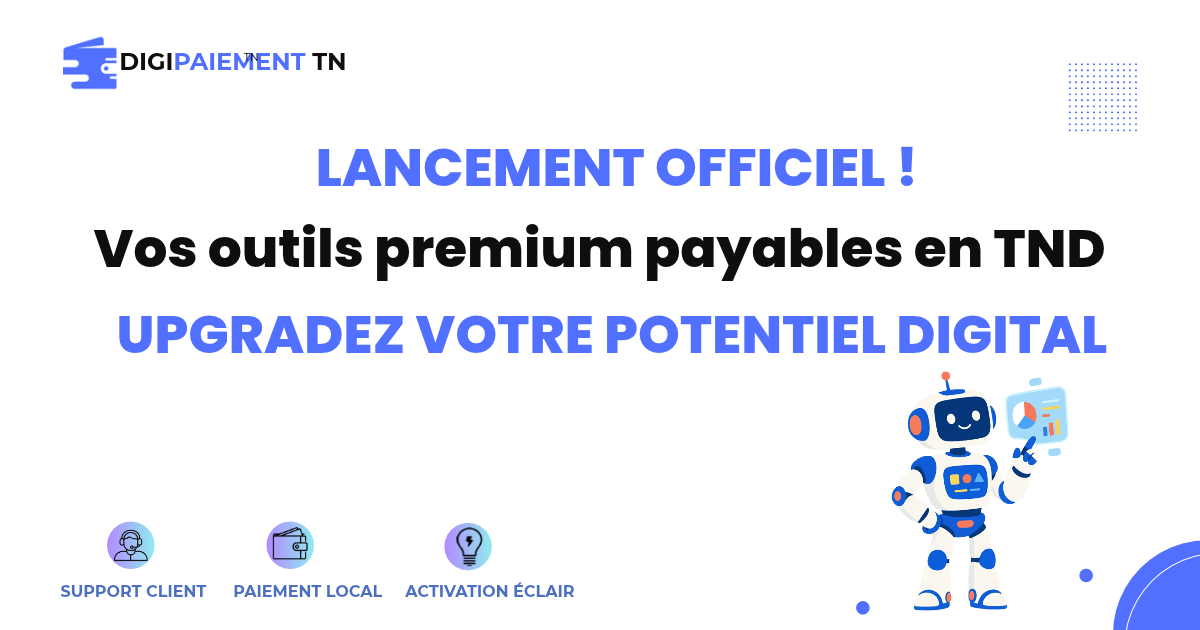 DIGIPAIEMENT TN
TN
LANCEMENT OFFICIEL !
Vos outils premium payables en TND
UPGRADEZ VOTRE POTENTIEL DIGITAL
SUPPORT CLIENT
PAIEMENT LOCAL
ACTIVATION ÉCLAIR